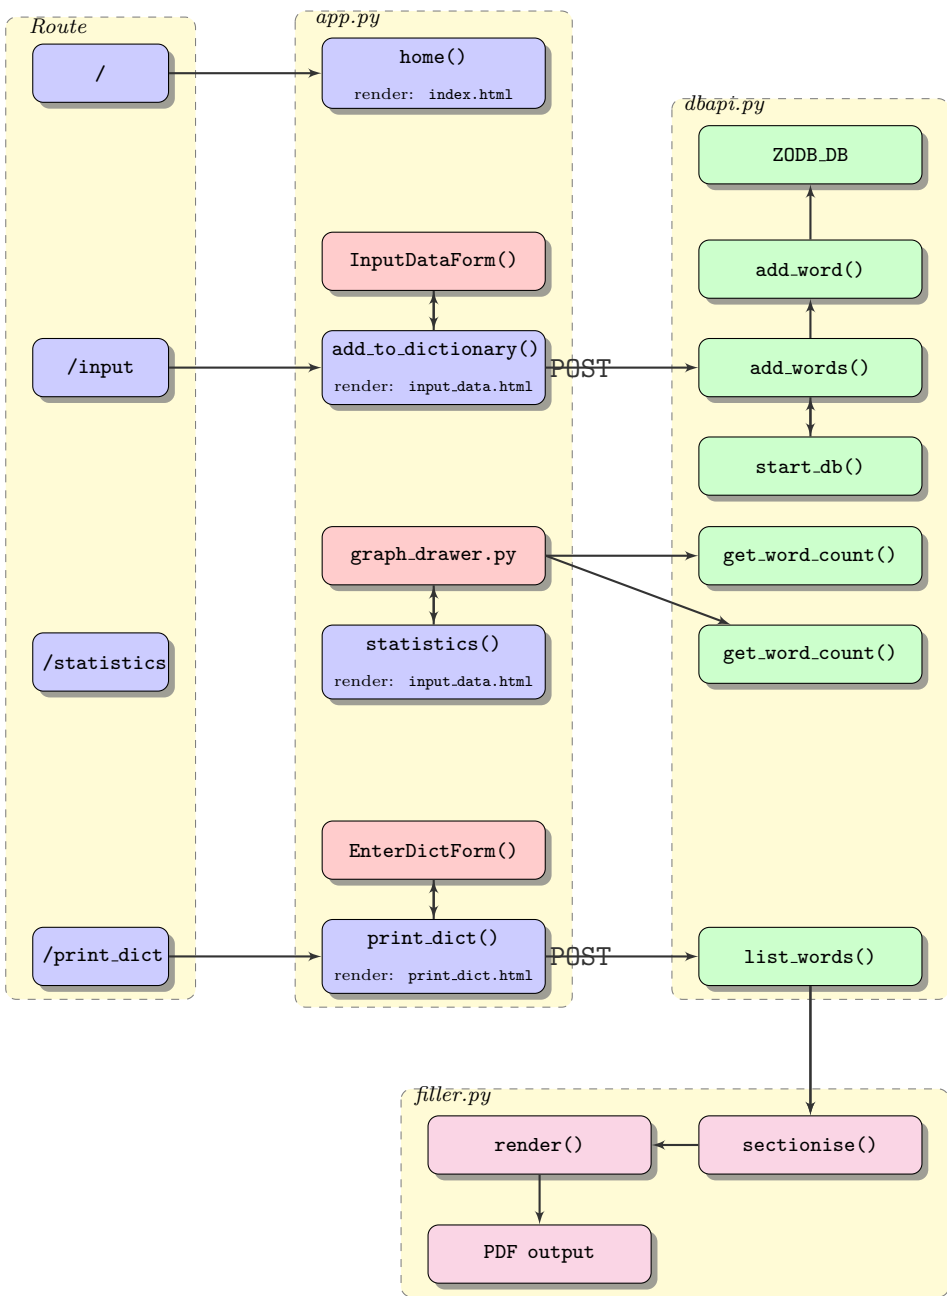 Route
/
/input
/statistics
/print_dict
app.py
home()
render: index.html
InputDataForm()
add_to_dictionary()
render: input_data.html
POST
graph_drawer.py
statistics()
render: input_data.html
EnterDictForm()
print_dict()
render: print_dict.html
POST
dbapi.py
ZODB_DB
add_word()
add_words()
start_db()
get_word_count()
get_word_count()
list_words()
filler.py
render()
sectionise()
PDF output